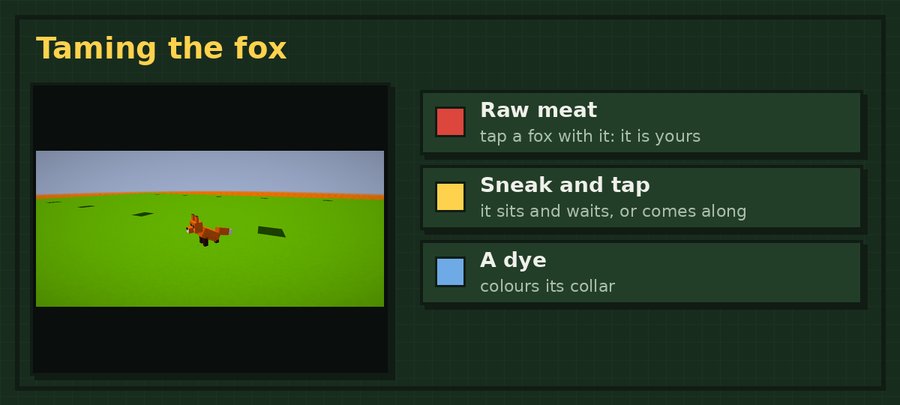 Taming the fox
Raw meat
tap a fox with it: it is yours
Sneak and tap
it sits and waits, or comes along
A dye
colours its collar